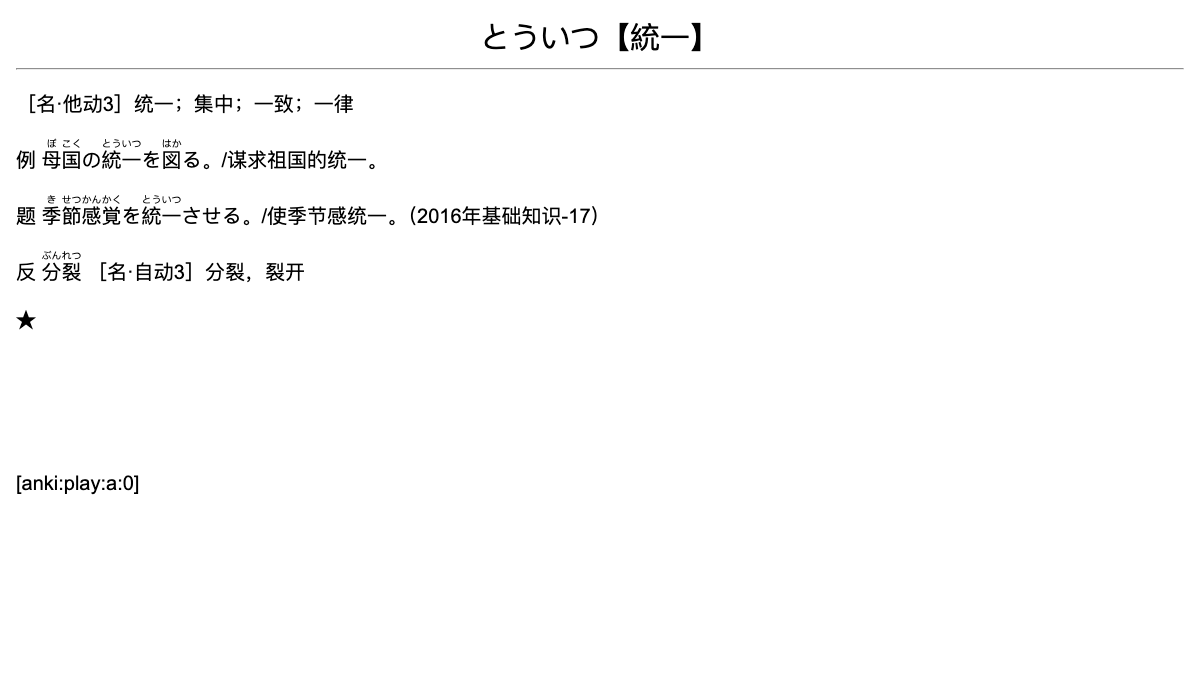 とういつ【統一】
［名·他动3］统一；集中；一致；一律
ぼ こく とういつ はか
例 母国の統一を図る。/谋求祖国的统一。
き せつかんかく とういつ
题 季節感覚を統一させる。/使季节感统一。（2016年基础知识-17）
ぶんれつ
反 分裂 ［名·自动3］分裂，裂开
★
[anki:play:a:0]